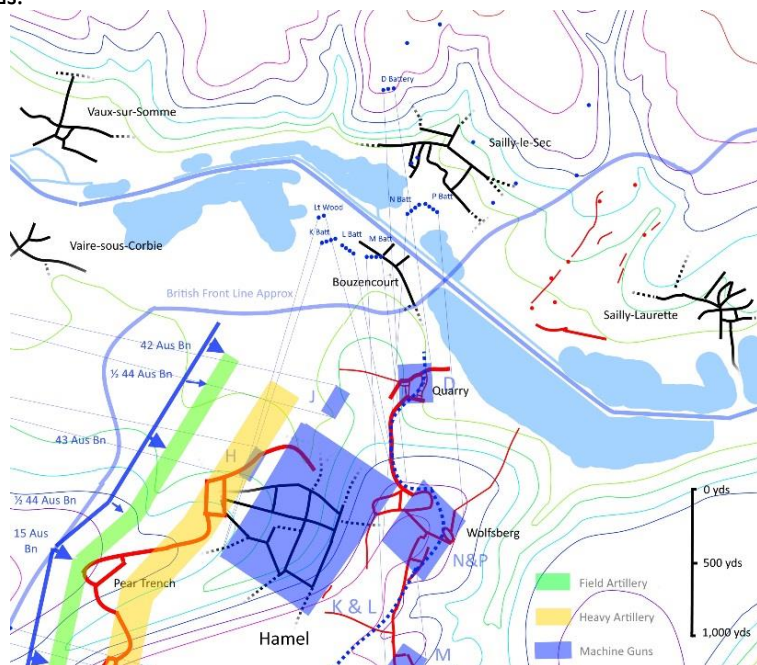 D Battery
Vaux-sur-Somme
Sailly-le-Sec
N Batt
P Batt
Lt Wood
K Batt
L Batt
M Batt
Vaire-sous-Corbie
Bouzencourt
British Front Line Approx
Sailly-Laurette
42 Aus Bn
½ 44 Aus Bn
J
D
Quarry
43 Aus Bn
H
½ 44 Aus Bn
0 yds
15 Aus
Bn
Wolfsberg
N&P
500 yds
Pear Trench
Field Artillery
K & L
Heavy Artillery
Hamel
1,000 yds
M
Machine Guns